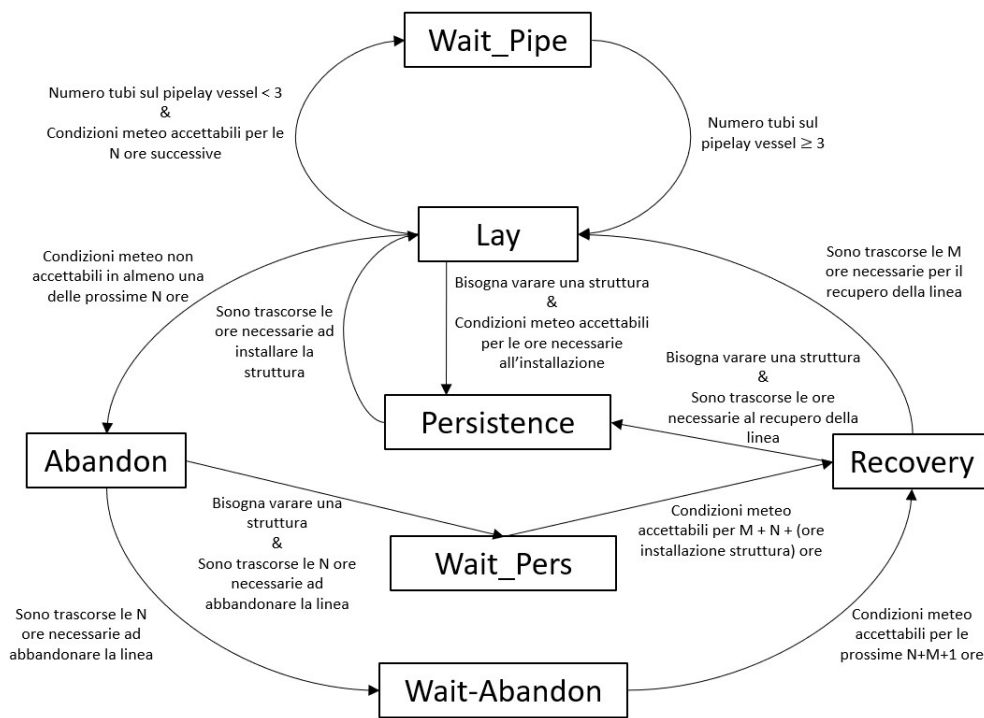 Wait_Pipe
Numero tubi sul pipelay vessel < 3
&
Condizioni meteo accettabili per le
N ore successive
Numero tubi sul
pipelay vessel ≥ 3
Lay
Condizioni meteo non
accettabili in almeno una
delle prossime N ore
Sono trascorse le
ore necessarie ad
installare la
struttura
Bisogna varare una struttura
&
Condizioni meteo accettabili
per le ore necessarie
all'installazione
Sono trascorse le M
ore necessarie per il
recupero della linea
Bisogna varare una struttura
&
Sono trascorse le ore
necessarie al recupero della
linea
Persistence
Abandon
Recovery
Bisogna varare una
struttura
&
Sono trascorse le N ore
necessarie ad
abbandonare la linea
Wait_Pers
Condizioni meteo
accettabili per M + N + (ore
installazione struttura) ore
Sono trascorse le N
ore necessarie ad
abbandonare la linea
Condizioni meteo
accettabili per le
prossime N+M+1 ore
Wait-Abandon